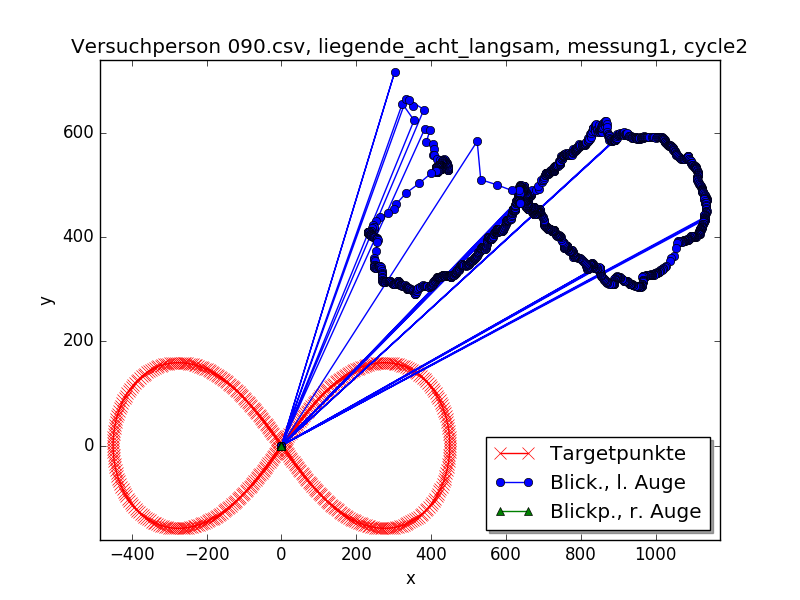 Versuchperson 090.csv, liegende_acht_langsam, messung1, cycle2
y
600
400
200
0
−400
−200
0
200
400
600
800
1000
x
Targetpunkte
Blick., l. Auge
Blickp., r. Auge